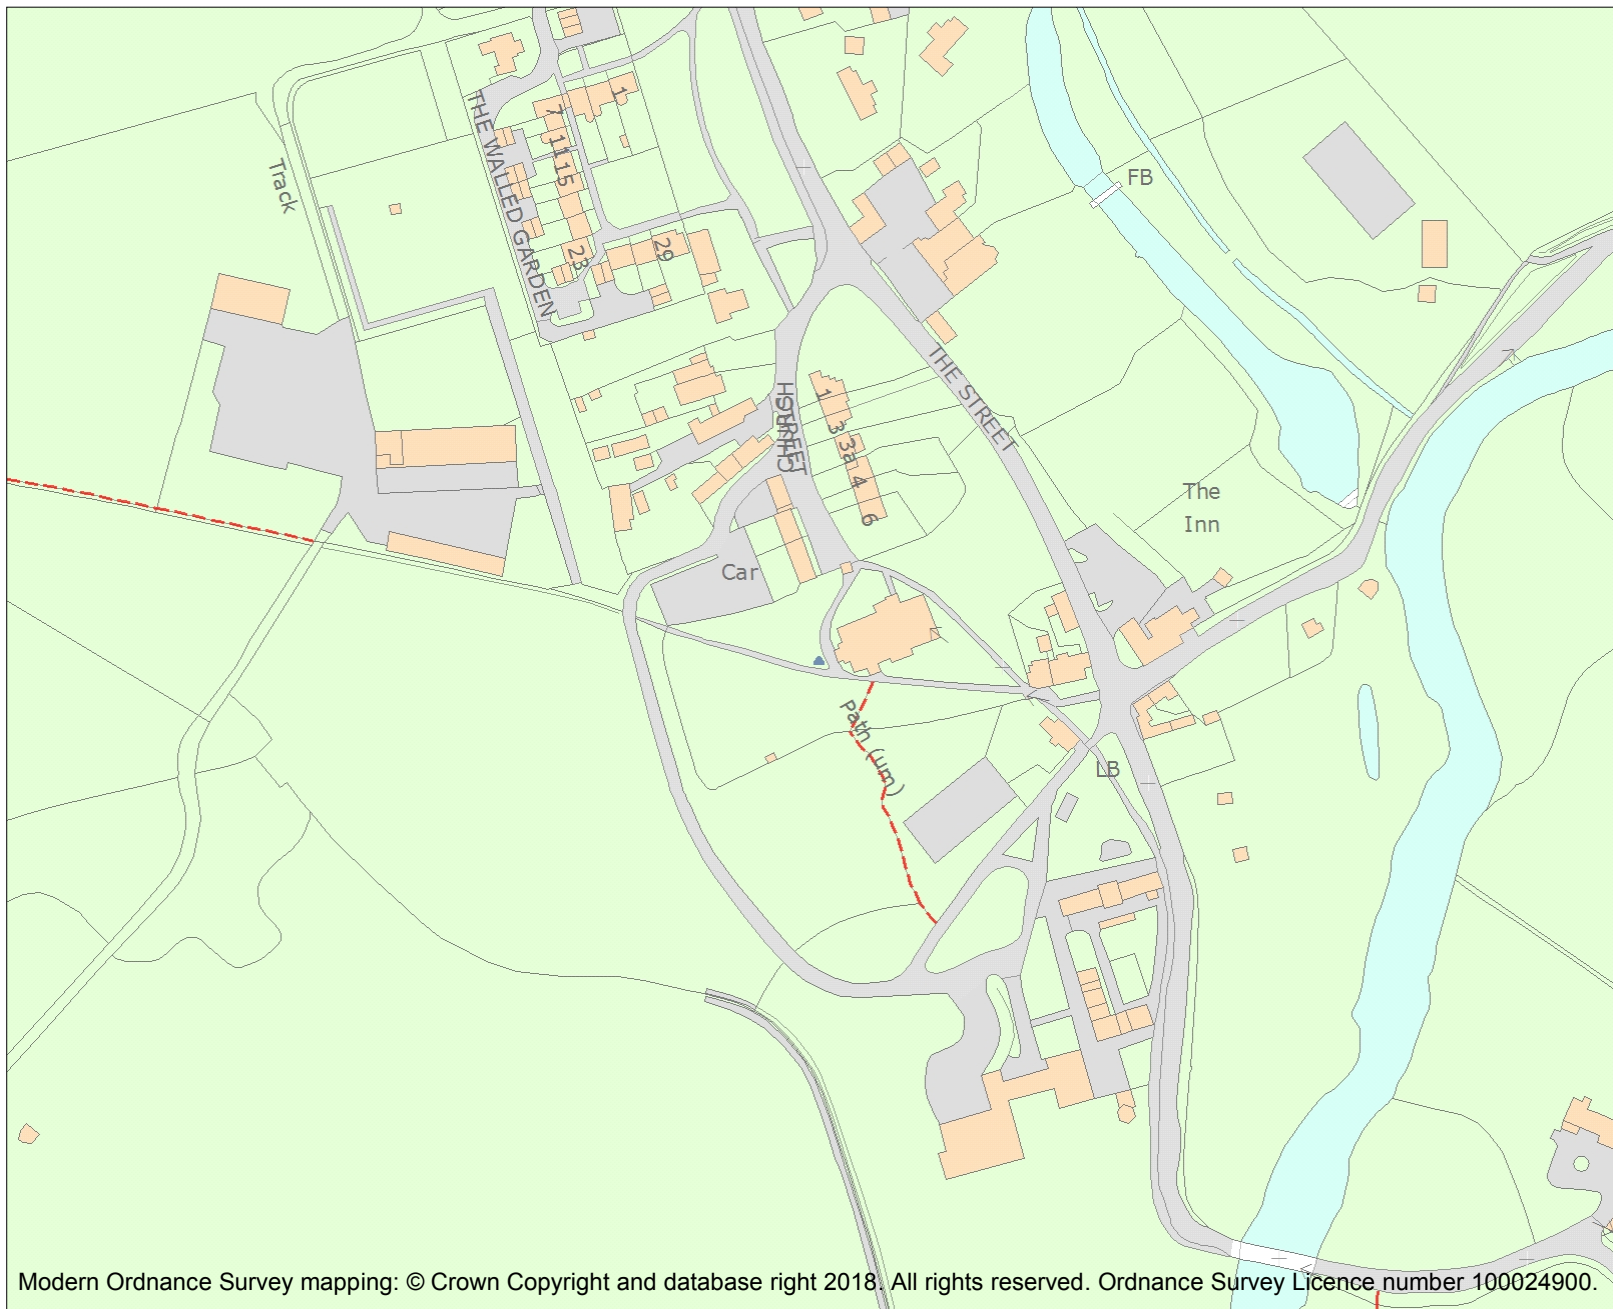 THE WALLED GARDEN
1
7
11
15
23
29
Track
FB
THE STREET
CHURCH
STREET
1
3
3a
4
6
The
Inn
Car
Path (um)
LB
Modern Ordnance Survey mapping: © Crown Copyright and database right 2018. All rights reserved. Ordnance Survey Licence number 100024900.